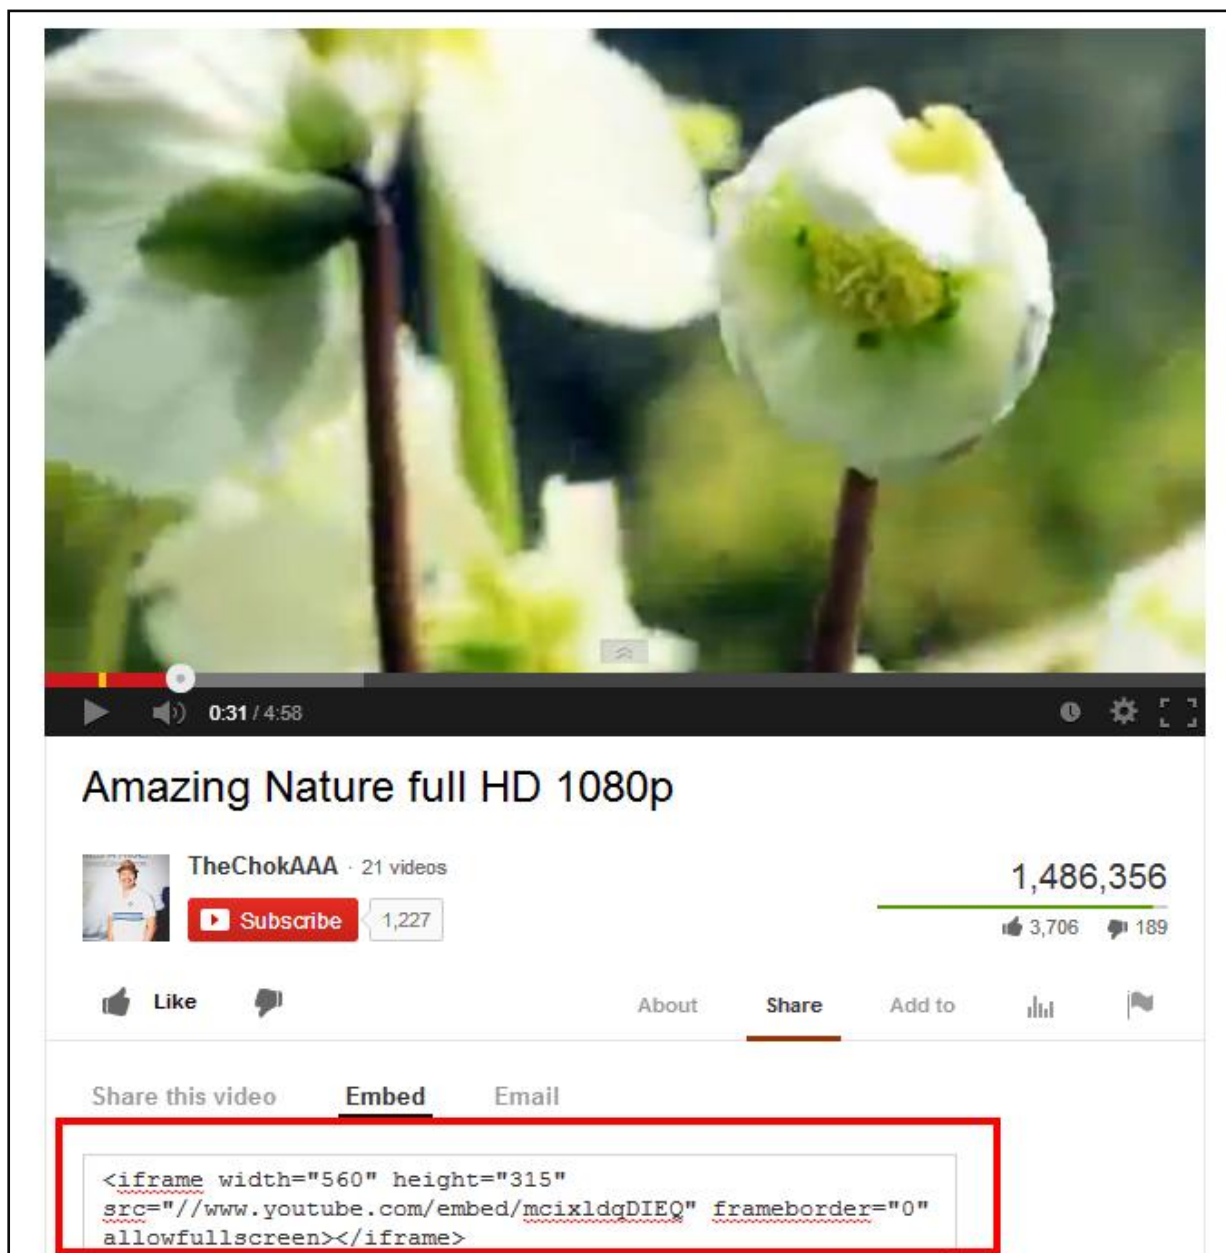 0:31 / 4:58
Amazing Nature full HD 1080p
TheChokAAA · 21 videos
Subscribe 1,227
1,486,356
3,706 189
Like
About Share Add to
Share this video Embed Email
<iframe width="560" height="315"
src="//www.youtube.com/embed/mcixldqDIEQ" frameborder="0"
allowfullscreen></iframe>